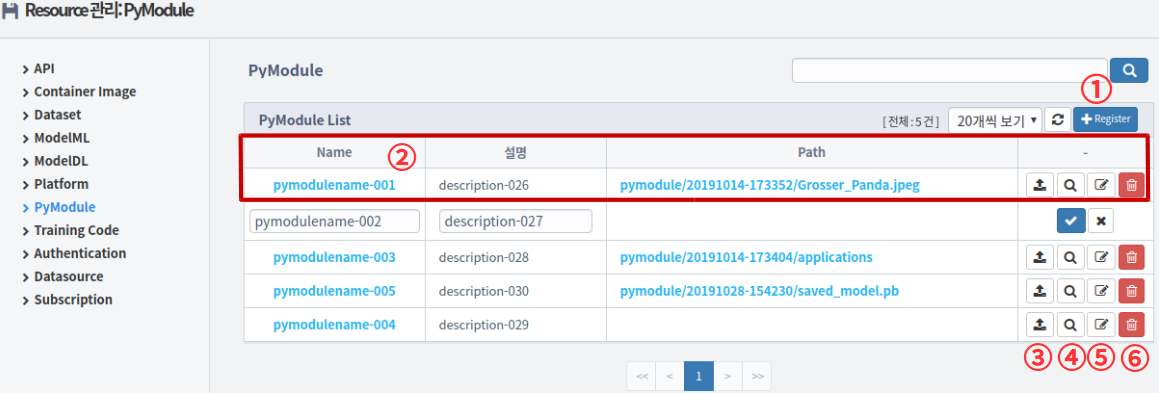 Resource 관리: PyModule
API
Container Image
Dataset
ModelML
ModelDL
Platform
PyModule
Training Code
Authentication
Datasource
Subscription
PyModule
①
PyModule List [전체 : 5 건] 20개씩 보기 Register
Name ② 설명 Path -
pymodulename-001 description-026 pymodule/20191014-173352/Grosser_Panda.jpeg
pymodulename-002 description-027
pymodulename-003 description-028 pymodule/20191014-173404/applications
pymodulename-005 description-030 pymodule/20191028-154230/saved_model.pb
pymodulename-004 description-029
③ ④ ⑤ ⑥
<< < 1 > >>